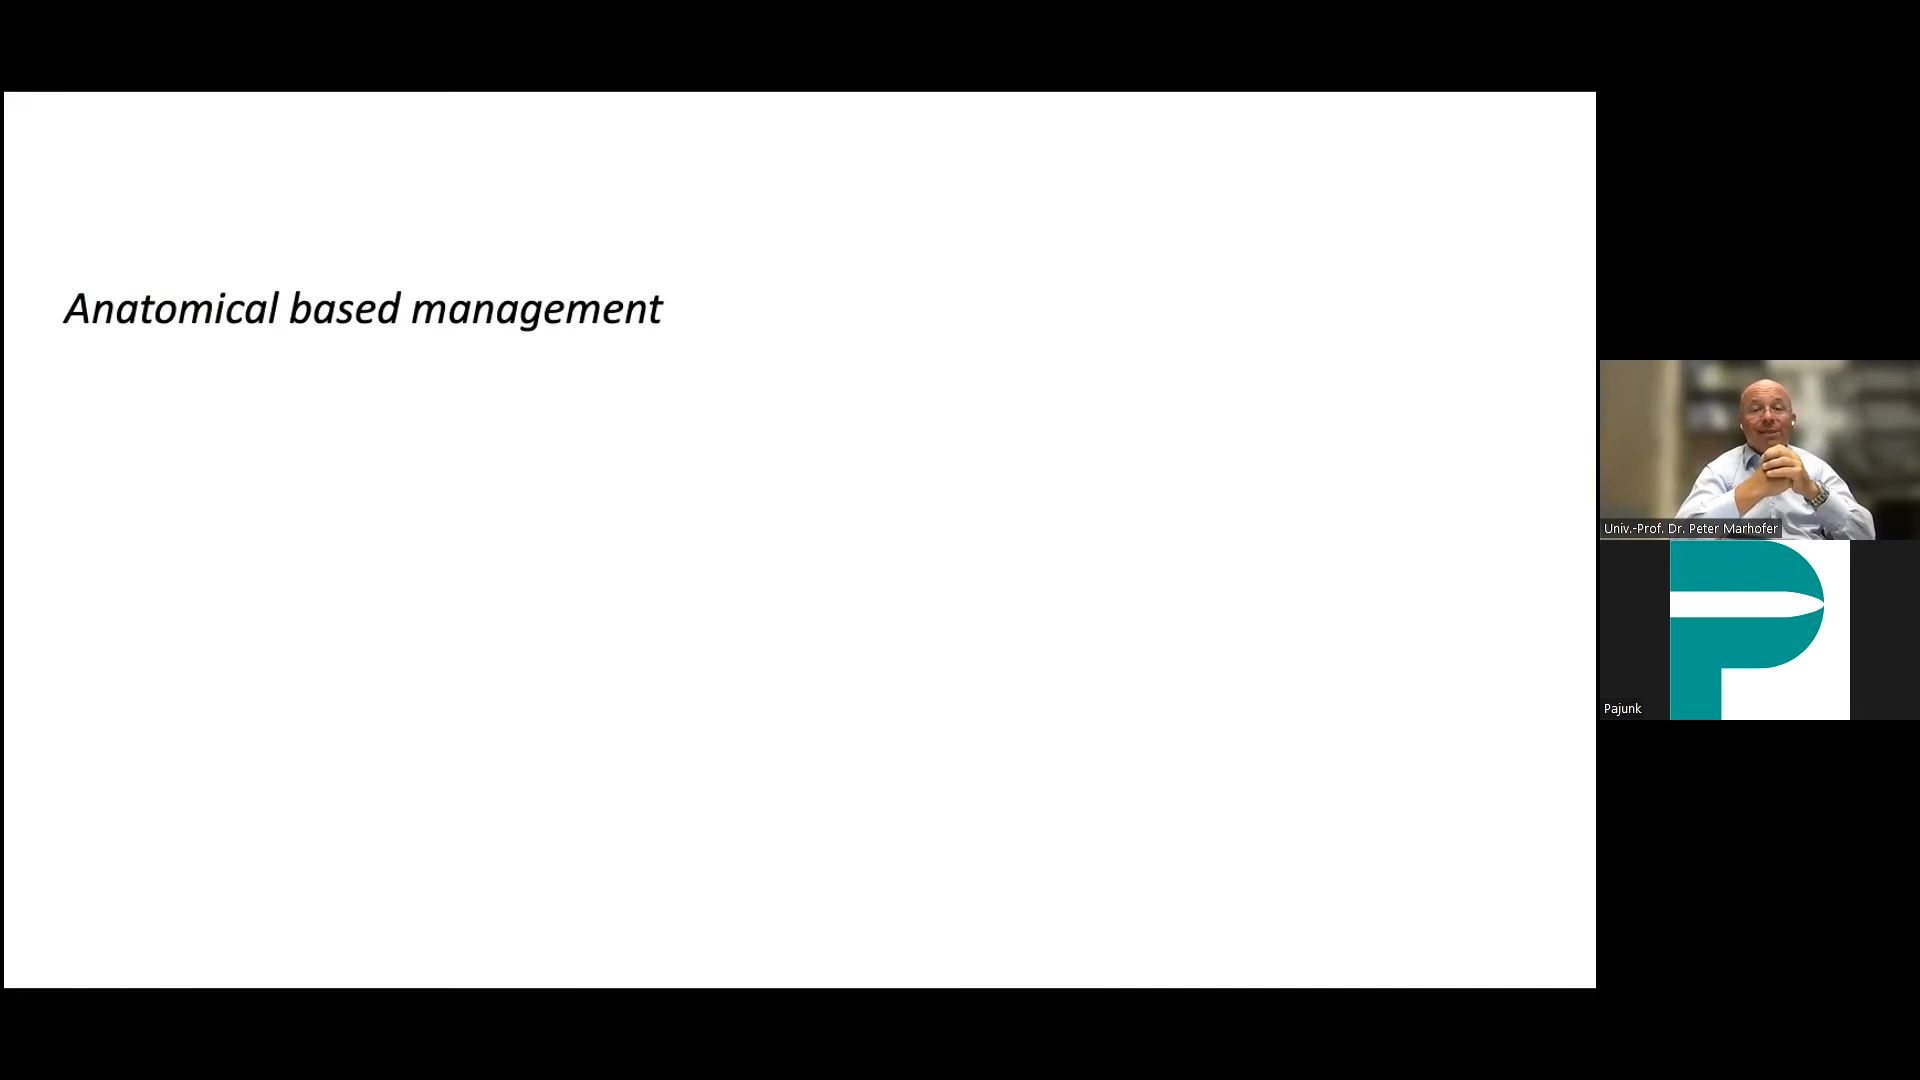 Anatomical based management
Univ.-Prof. Dr. Peter Marhofer
Pajunk